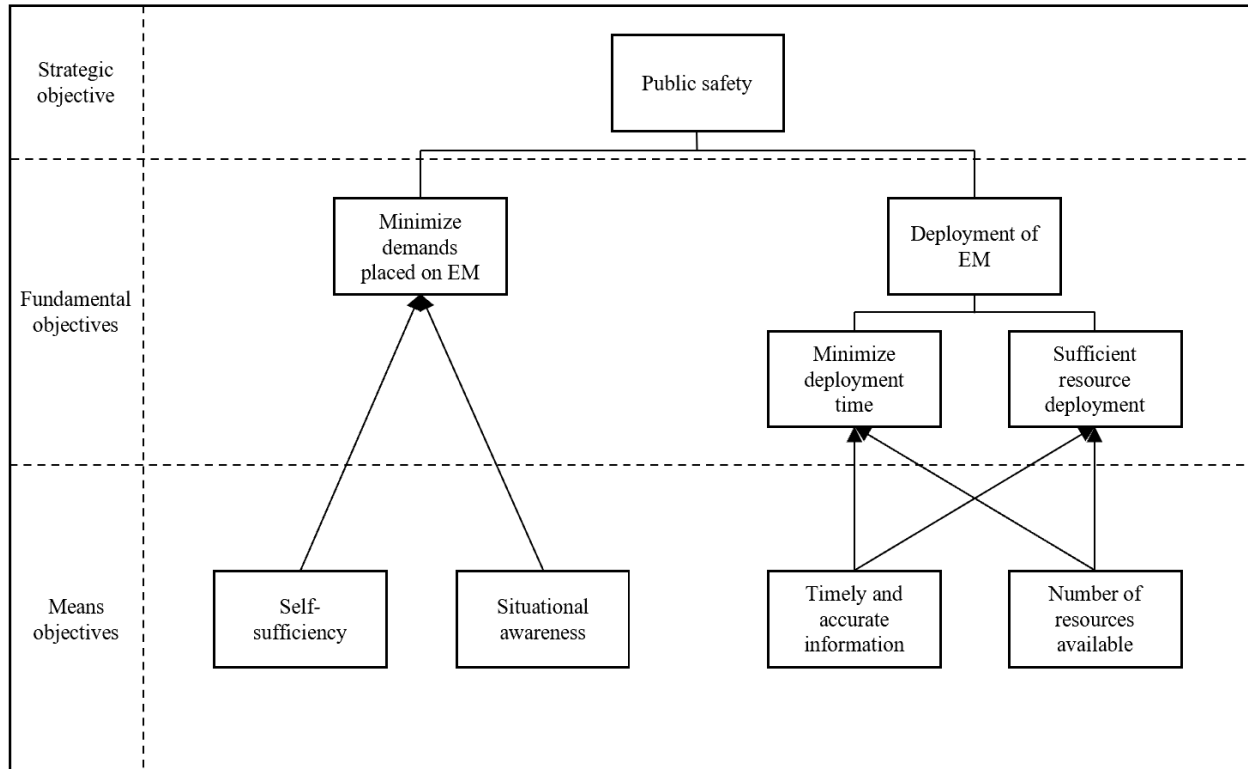 Strategic
objective
Public safety
Fundamental
objectives
Minimize
demands
placed on EM
Deployment of
EM
Minimize
deployment
time
Sufficient
resource
deployment
Means
objectives
Self-
sufficiency
Situational
awareness
Timely and
accurate
information
Number of
resources
available